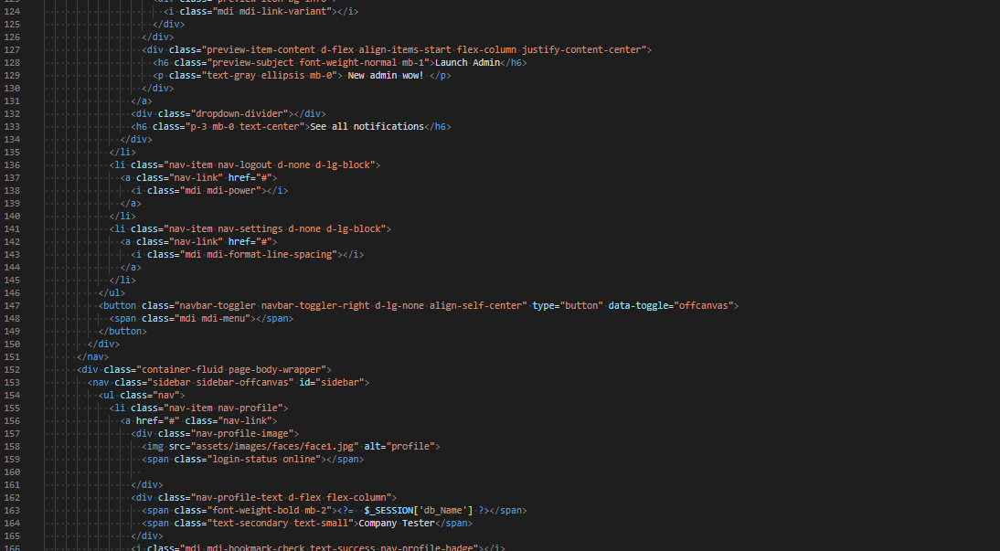 123 <div class="preview-icon bg-info">
124 <i class="mdi mdi-link-variant"></i>
125 </div>
126 </div>
127 <div class="preview-item-content d-flex align-items-start flex-column justify-content-center">
128 <h6 class="preview-subject font-weight-normal mb-1">Launch Admin</h6>
129 <p class="text-gray ellipsis mb-0"> New admin wow! </p>
130 </div>
131 </a>
132 <div class="dropdown-divider"></div>
133 <h6 class="p-3 mb-0 text-center">See all notifications</h6>
134 </div>
135 </li>
136 <li class="nav-item nav-logout d-none d-lg-block">
137 <a class="nav-link" href="#">
138 <i class="mdi mdi-power"></i>
139 </a>
140 </li>
141 <li class="nav-item nav-settings d-none d-lg-block">
142 <a class="nav-link" href="#">
143 <i class="mdi mdi-format-line-spacing"></i>
144 </a>
145 </li>
146 </ul>
147 <button class="navbar-toggler navbar-toggler-right d-lg-none align-self-center" type="button" data-toggle="offcanvas">
148 <span class="mdi mdi-menu"></span>
149 </button>
150 </div>
151 </nav>
152 <div class="container-fluid page-body-wrapper">
153 <nav class="sidebar sidebar-offcanvas" id="sidebar">
154 <ul class="nav">
155 <li class="nav-item nav-profile">
156 <a href="#" class="nav-link">
157 <div class="nav-profile-image">
158 <img src="assets/images/faces/face1.jpg" alt="profile">
159 <span class="login-status online"></span>
160
161 </div>
162 <div class="nav-profile-text d-flex flex-column">
163 <span class="font-weight-bold mb-2"><?=  $_SESSION['db_Name'] ?></span>
164 <span class="text-secondary text-small">Company Tester</span>
165 </div>
166 <i class="mdi mdi-bookmark-check text-success nav-profile-badge"></i>